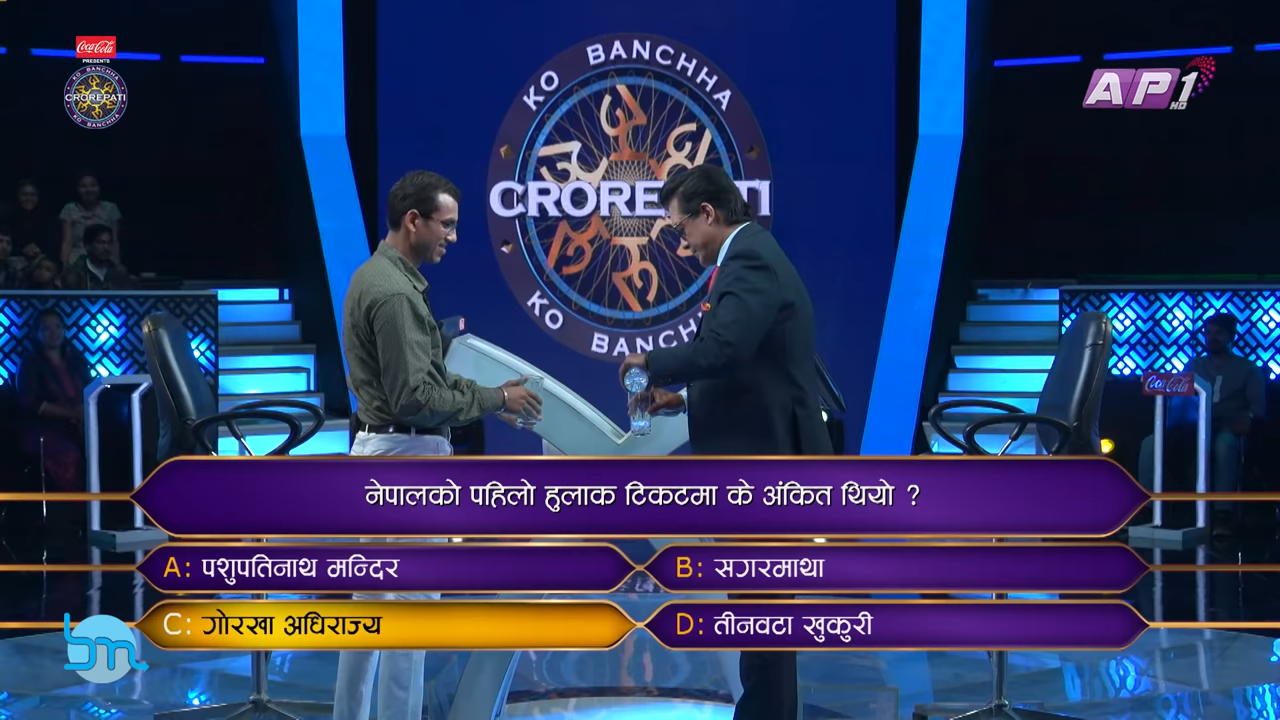 Coca-Cola
PRESENTS
KO BANCHHA
CROREPATI
KO BANCHHA
AP1
HD
KO BANCHHA
CROREPATI
KO BANCHH
Coca-Cola
नेपालको पहिलो हुलाक टिकटमा के अंकित थियो ?
A: पशुपतिनाथ मन्दिर
B: सगरमाथा
C: गोरखा अधिराज्य
D: तीनवटा खुकुरी
bm